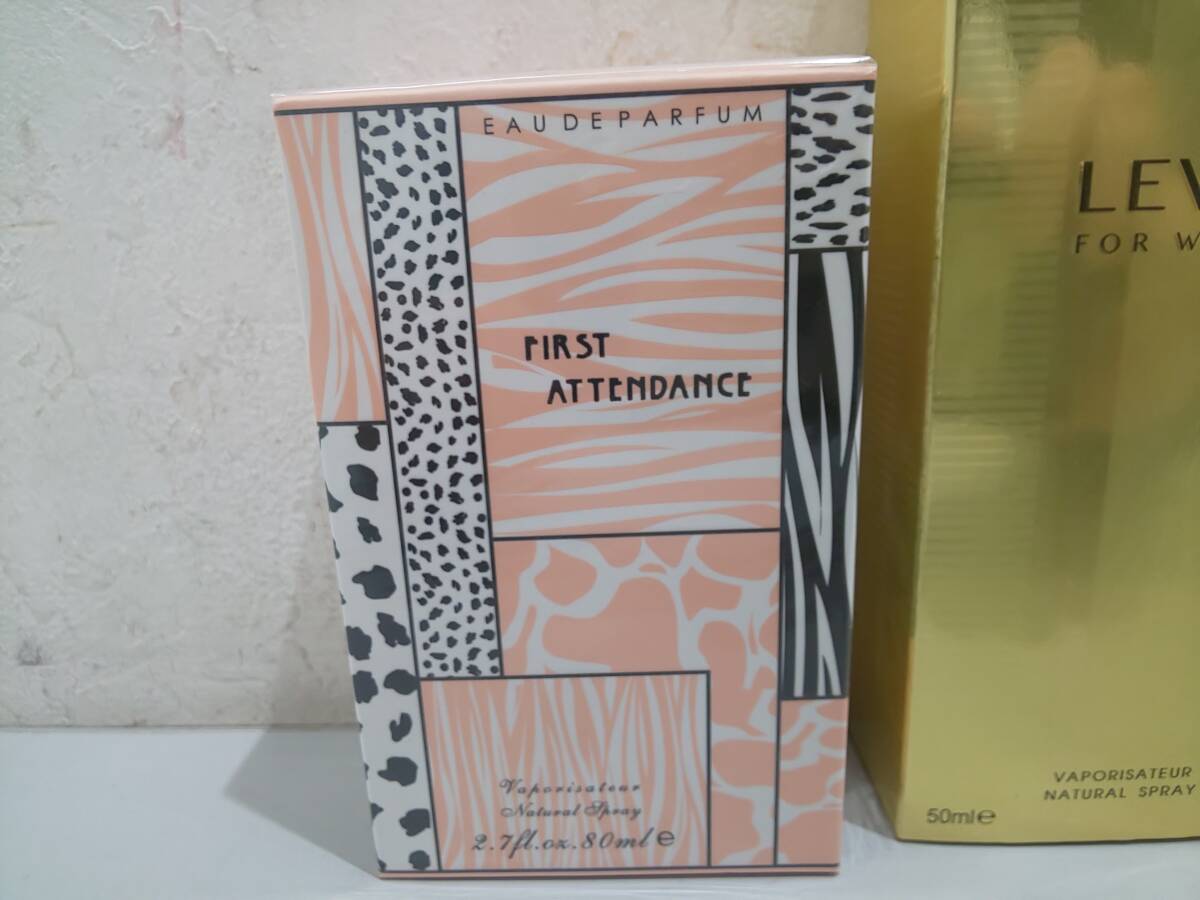 EAU DE PARFUM
FIRST
ATTENDANCE
Vaporisateur
Natural Spray
2.7fl.oz.80ml e
LEV
FOR W
VAPORISATEUR
NATURAL SPRAY
50ml e